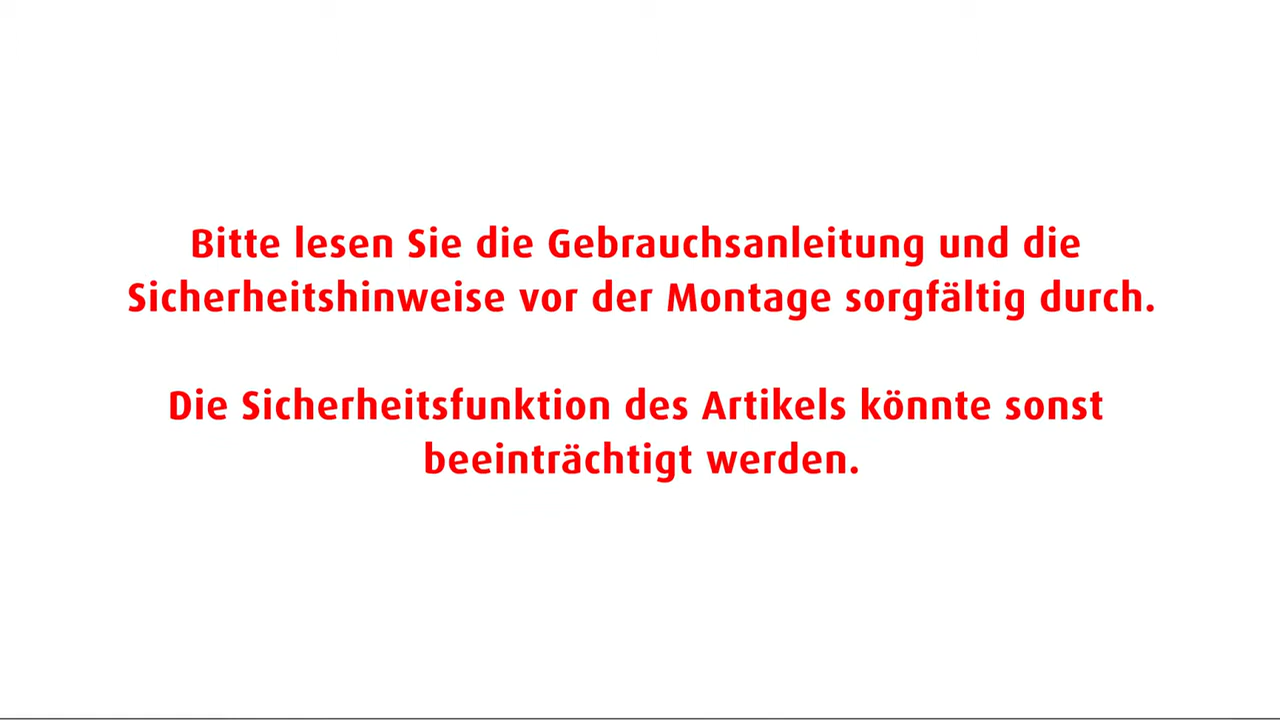 Bitte lesen Sie die Gebrauchsanleitung und die
Sicherheitshinweise vor der Montage sorgfältig durch.
Die Sicherheitsfunktion des Artikels könnte sonst
beeinträchtigt werden.